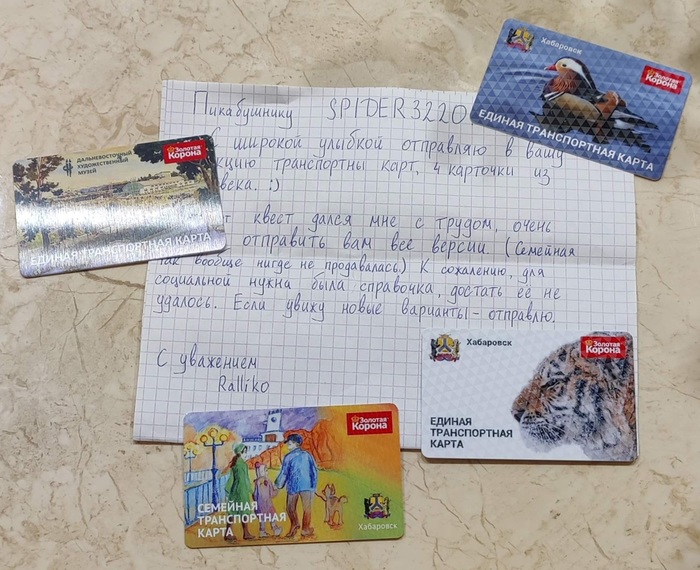 Пикабушнику SPIDER3220
С широкой улыбкой отправляю в вашу
кцию транспортны карт, 4 карточки из
века. :)
т квест дался мне с трудом, очень
отправить вам все версии. (Семейная
так вообще нигде не продавалась.) К сожалению, для
социальной нужна была справочка, достать её не
удалось. Если увижу новые варианты - отправлю.
С уважением
Ralliko
Хабаровск
Золотая
Корона
ЕДИНАЯ ТРАНСПОРТНАЯ КАРТА
ДАЛЬНЕВОСТОЧНЫЙ
ХУДОЖЕСТВЕННЫЙ
МУЗЕЙ
Золотая
Корона
ЕДИНАЯ ТРАНСПОРТНАЯ КАРТА
Хабаровск
Золотая
Корона
ЕДИНАЯ
ТРАНСПОРТНАЯ
КАРТА
Золотая
Корона
СЕМЕЙНАЯ
ТРАНСПОРТНАЯ
КАРТА
Хабаровск